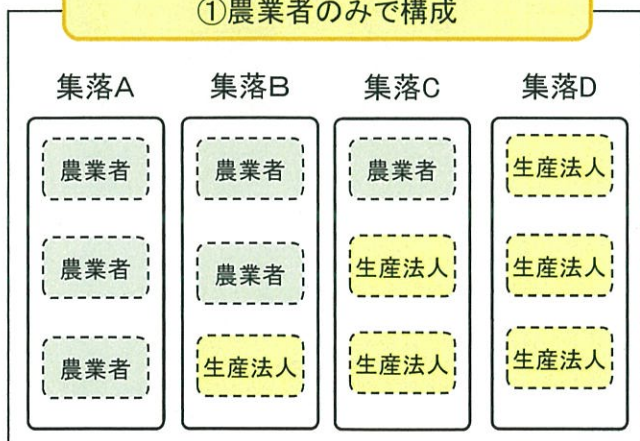 ①農業者のみで構成
集落A 集落B 集落C 集落D
農業者 農業者 農業者 生産法人
農業者 農業者 生産法人 生産法人
農業者 生産法人 生産法人 生産法人